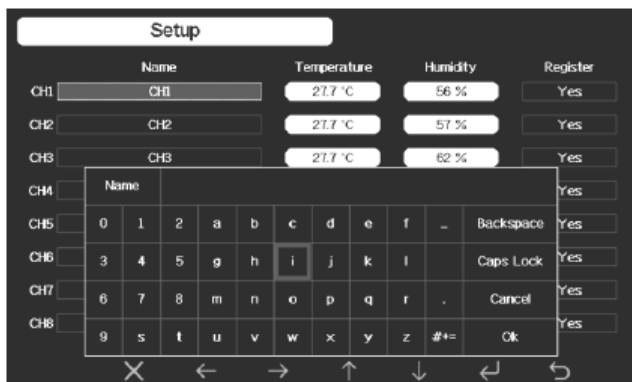 Setup
Name Temperature Humidity Register
CH1 CH1 27.7 °C 56 % Yes
CH2 CH2 27.7 °C 57 % Yes
CH3 CH3 27.7 °C 62 % Yes
CH4 Name Yes
CH5 0 1 2 a b c d e f _ Backspace Yes
CH6 3 4 5 g h i j k l Caps Lock Yes
CH7 6 7 8 m n o p q r . Cancel Yes
CH8 9 s t u v w x y z #+= Ok Yes